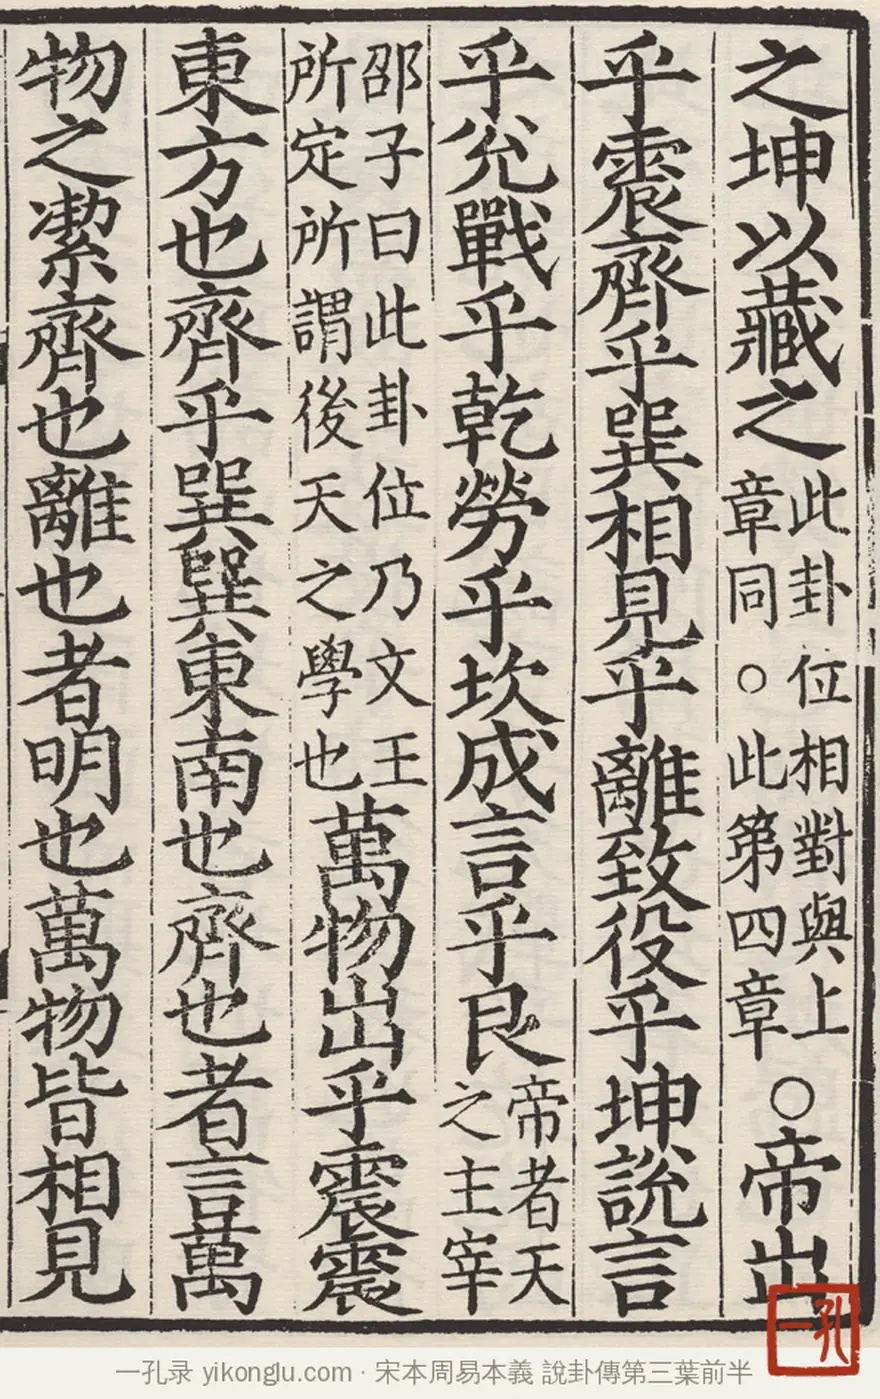 之坤以藏之此卦位相對與上章同○此第四章○帝出
乎震齊乎巽相見乎離致役乎坤說言
乎兊戰乎乾勞乎坎成言乎艮帝者天之主宰
邵子曰此卦位乃文王所定所謂後天之學也萬物出乎震震
東方也齊乎巽巽東南也齊也者言萬
物之潔齊也離也者明也萬物皆相見
一孔
一孔录 yikonglu.com · 宋本周易本義 說卦傳第三葉前半